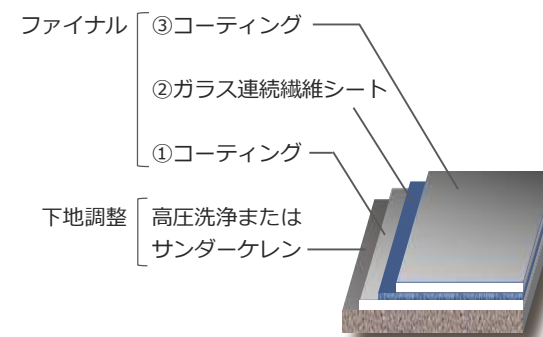 ファイナル ③コーティング
②ガラス連続繊維シート
①コーティング
下地調整 高圧洗浄または
サンダーケレン